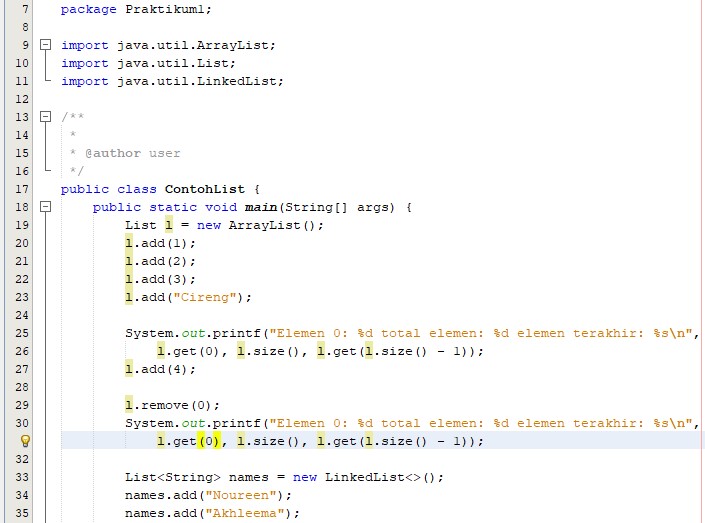 7 package Praktikum1;
8
9 import java.util.ArrayList;
10 import java.util.List;
11 import java.util.LinkedList;
12
13 /**
14 *
15 * @author user
16 */
17 public class ContohList {
18 public static void main(String[] args) {
19 List l = new ArrayList();
20 l.add(1);
21 l.add(2);
22 l.add(3);
23 l.add("Cireng");
24
25 System.out.printf("Elemen 0: %d total elemen: %d elemen terakhir: %s\n",
26 l.get(0), l.size(), l.get(l.size() - 1));
27 l.add(4);
28
29 l.remove(0);
30 System.out.printf("Elemen 0: %d total elemen: %d elemen terakhir: %s\n",
l.get(0), l.size(), l.get(l.size() - 1));
32
33 List<String> names = new LinkedList<>();
34 names.add("Noureen");
35 names.add("Akhleema");